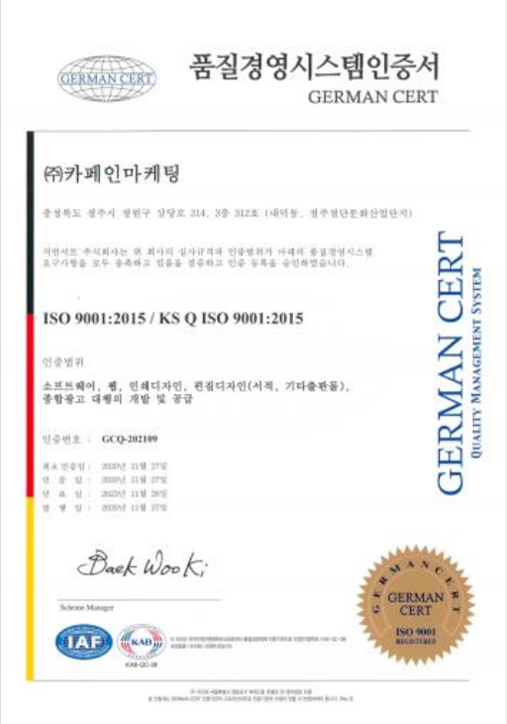 GERMAN CERT
품질경영시스템인증서
GERMAN CERT
㈜카페인마케팅
충청북도 청주시 청원구 상당로 314, 3층 312호 (내덕동, 청주첨단문화산업단지)
저먼서트 주식회사는 위 회사의 심사규격과 인증범위가 아래의 품질경영시스템
요구사항을 모두 충족하고 있음을 검증하고 인증 등록을 승인하였습니다.
ISO 9001:2015 / KS Q ISO 9001:2015
인증범위
소프트웨어, 웹, 인쇄디자인, 편집디자인(서적, 기타출판물),
종합광고 대행의 개발 및 공급
인증번호 : GCQ-202109
최초 인증일 : 2020년 11월 27일
인 증 일 : 2020년 11월 27일
만 료 일 : 2023년 11월 26일
발 행 일 : 2020년 11월 27일
GERMAN CERT
QUALITY MANAGEMENT SYSTEM
Baek Woo Ki
Scheme Manager
IAF
KAB
KAB-QC-38
GERMAN CERT
GERMAN
CERT
ISO 9001
REGISTERED